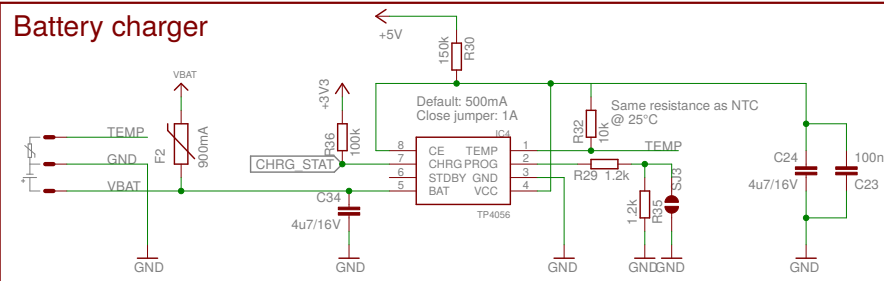 Battery charger
+5V
150k
R30
VBAT
+3V3
Default: 500mA
Close jumper: 1A
IC4
Same resistance as NTC
@ 25°C
R36
100k
R32
10k
TEMP
F2
900mA
8 CE TEMP 1
TEMP
CHRG_STAT
7 CHRG PROG 2
GND
6 STDBY GND 3
R29 1.2k
SJ3
C24
100n
VBAT
5 BAT VCC 4
4u7/16V
C23
C34
4u7/16V
TP4056
1.2k
R35
GND
GND
GND
GND
GND
GND